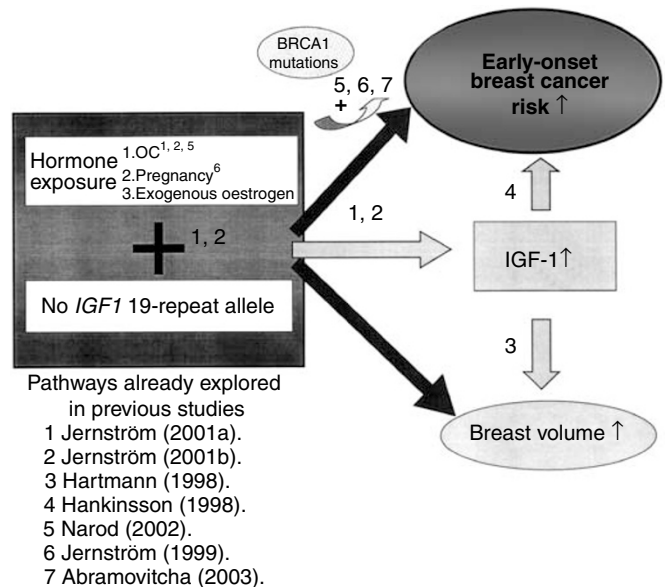 BRCA1
mutations
5, 6, 7
+
Early-onset
breast cancer
risk ↑
Hormone
exposure
1.OC1, 2, 5
2.Pregnancy6
3.Exogenous oestrogen
+ 1, 2
No IGF1 19-repeat allele
1, 2
4
IGF-1↑
3
Breast volume ↑
Pathways already explored
in previous studies
1 Jernström (2001a).
2 Jernström (2001b).
3 Hartmann (1998).
4 Hankinsson (1998).
5 Narod (2002).
6 Jernström (1999).
7 Abramovitcha (2003).